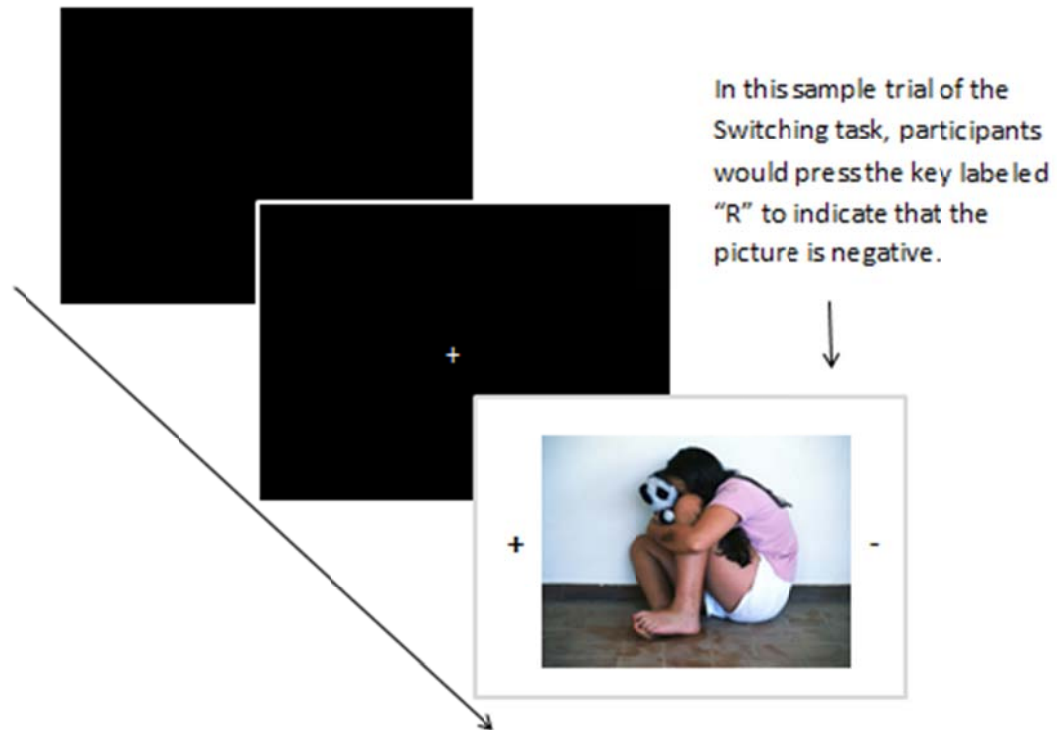 In this sample trial of the
Switching task, participants
would press the key labeled
“R” to indicate that the
picture is negative.
+
+ -